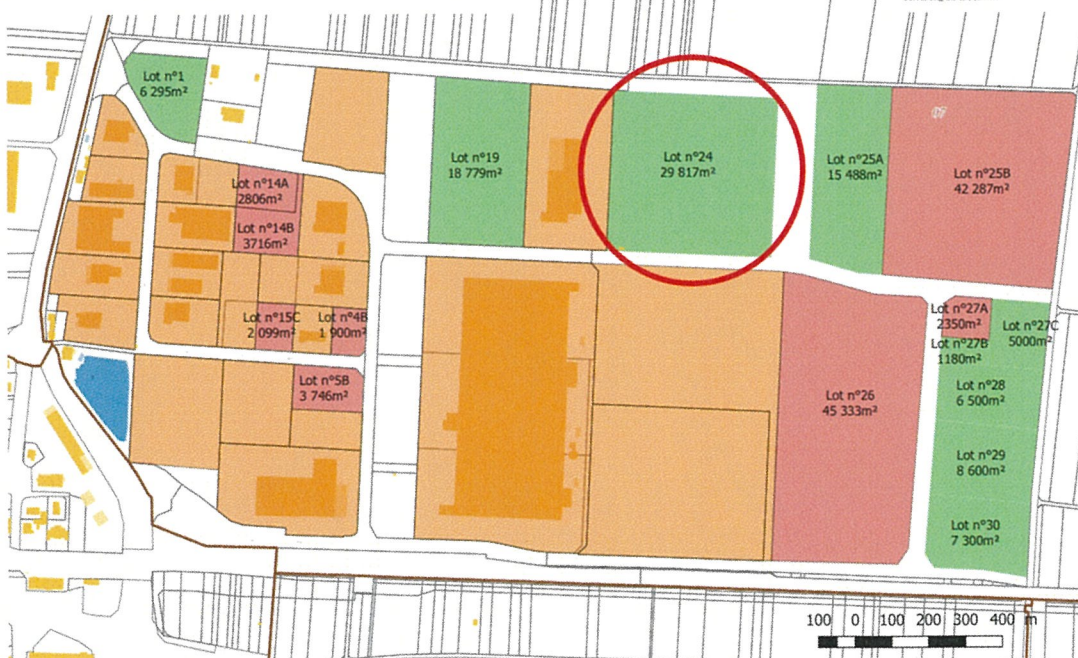 Lot n°1
6 295m²
Lot n°19
18 779m²
Lot n°24
29 817m²
Lot n°25A
15 488m²
Lot n°25B
42 287m²
Lot n°14A
2806m²
Lot n°14B
3716m²
Lot n°15C
2 099m²
Lot n°4B
1 900m²
Lot n°5B
3 746m²
Lot n°27A
2350m²
Lot n°27B
1180m²
Lot n°27C
5000m²
Lot n°28
6 500m²
Lot n°26
45 333m²
Lot n°29
8 600m²
Lot n°30
7 300m²
100 0 100 200 300 400 m